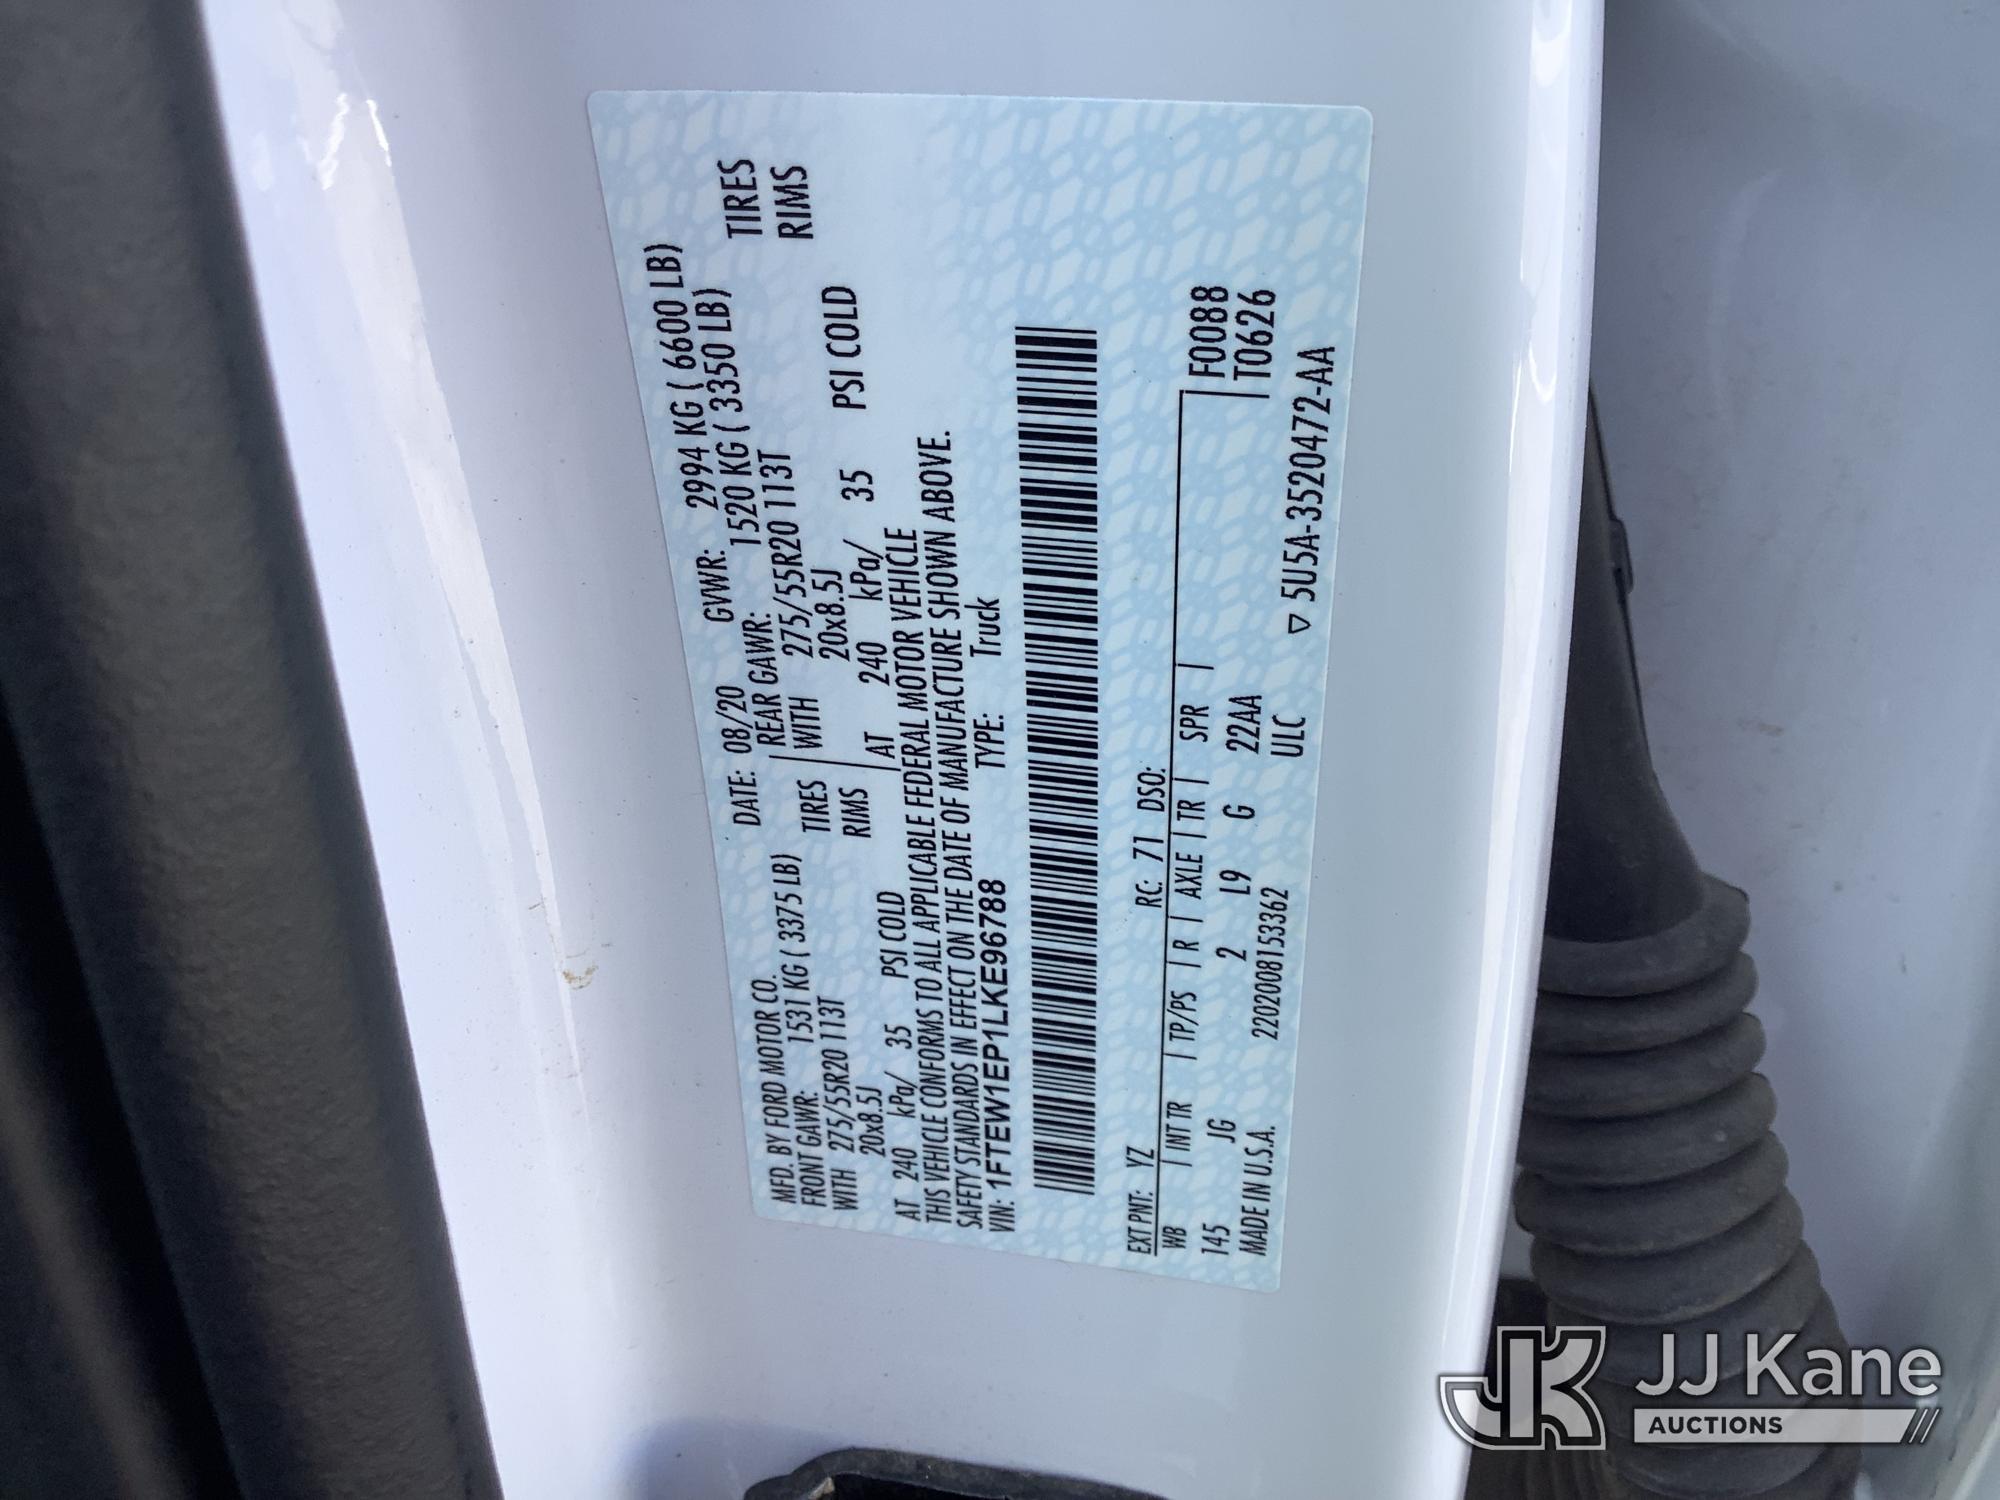 MFD. BY FORD MOTOR CO. DATE: 08/20 GVWR: 2994 KG ( 6600 LB)
FRONT GAWR: 1531 KG ( 3375 LB) REAR GAWR: 1520 KG ( 3350 LB)
WITH 275/55R20 113T TIRES WITH 275/55R20 113T TIRES
20x8.5J RIMS 20x8.5J RIMS
AT 240 kPa/ 35 PSI COLD AT 240 kPa/ 35 PSI COLD
THIS VEHICLE CONFORMS TO ALL APPLICABLE FEDERAL MOTOR VEHICLE
SAFETY STANDARDS IN EFFECT ON THE DATE OF MANUFACTURE SHOWN ABOVE.
VIN: 1FTEW1EP1LKE96788 TYPE: Truck
EXT PNT: YZ RC: 71 DSO:
WB INT TR TP/PS R AXLE TR SPR F0088
145 JG 2 L9 G 22AA T0626
MADE IN U.S.A. 2202008153362 ULC ▽ 5U5A-3520472-AA
JK JJ Kane
AUCTIONS